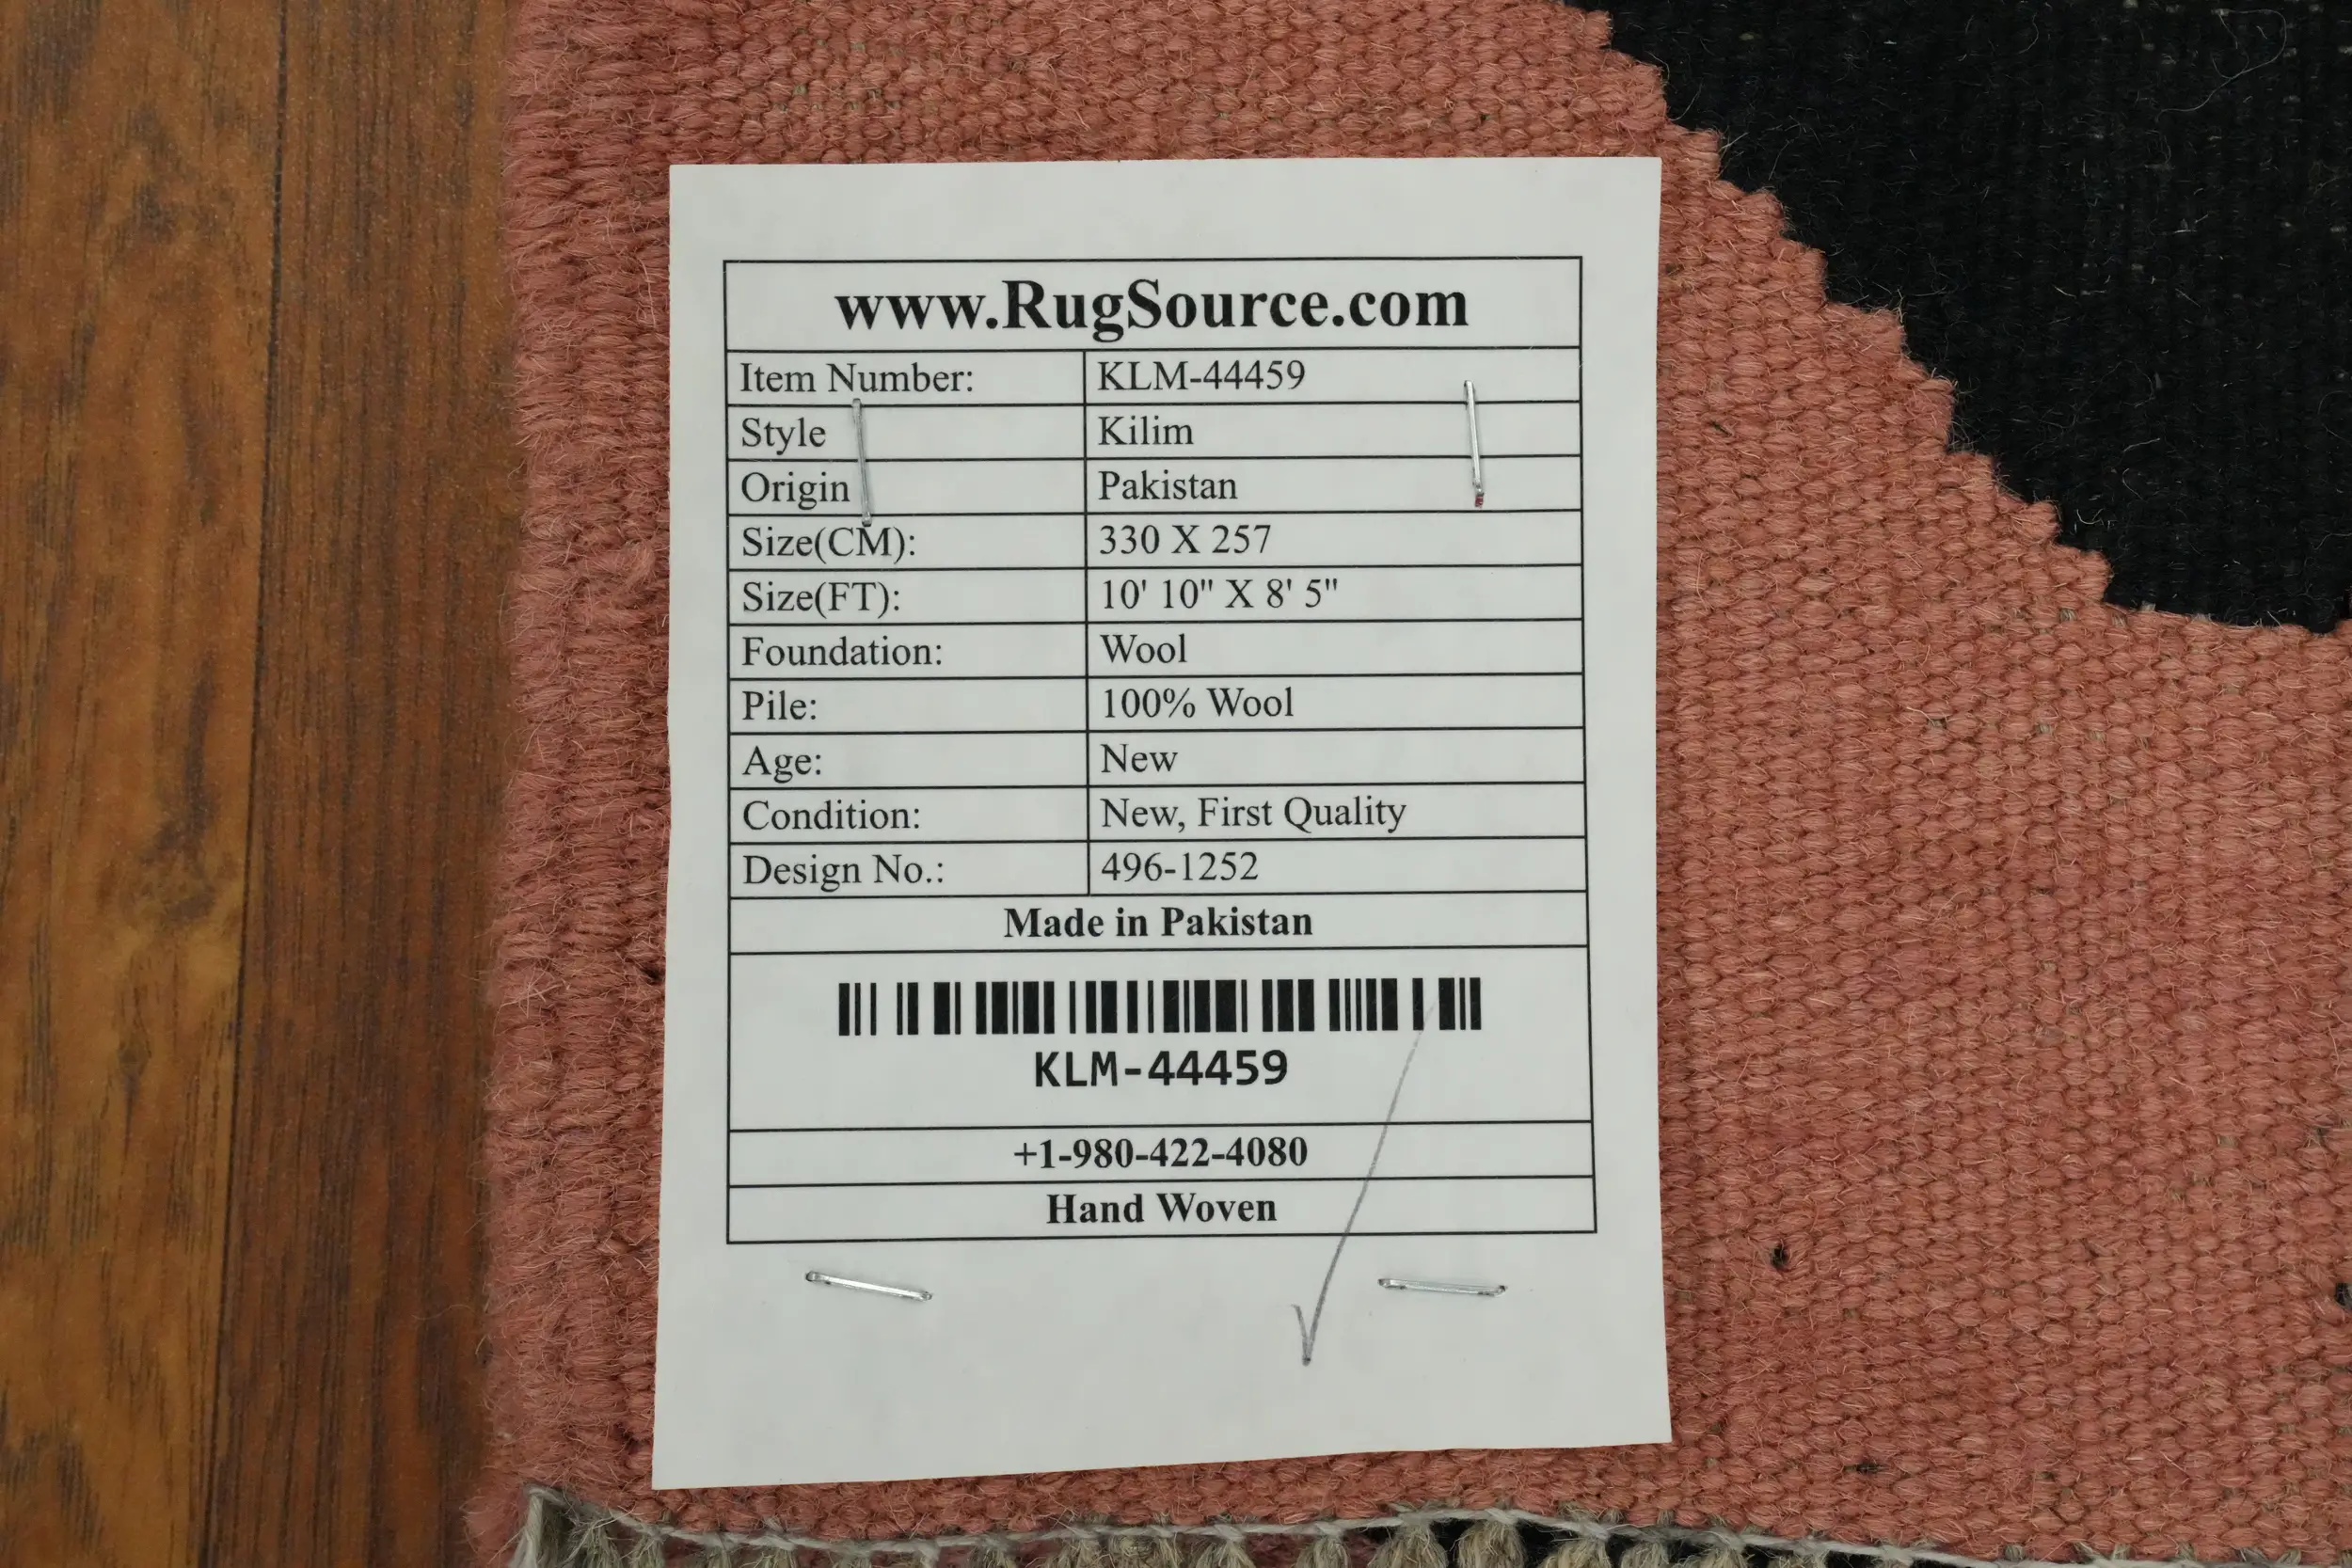 www.RugSource.com
Item Number: KLM-44459
Style Kilim
Origin Pakistan
Size(CM): 330 X 257
Size(FT): 10' 10" X 8' 5"
Foundation: Wool
Pile: 100% Wool
Age: New
Condition: New, First Quality
Design No.: 496-1252
Made in Pakistan
KLM-44459
+1-980-422-4080
Hand Woven